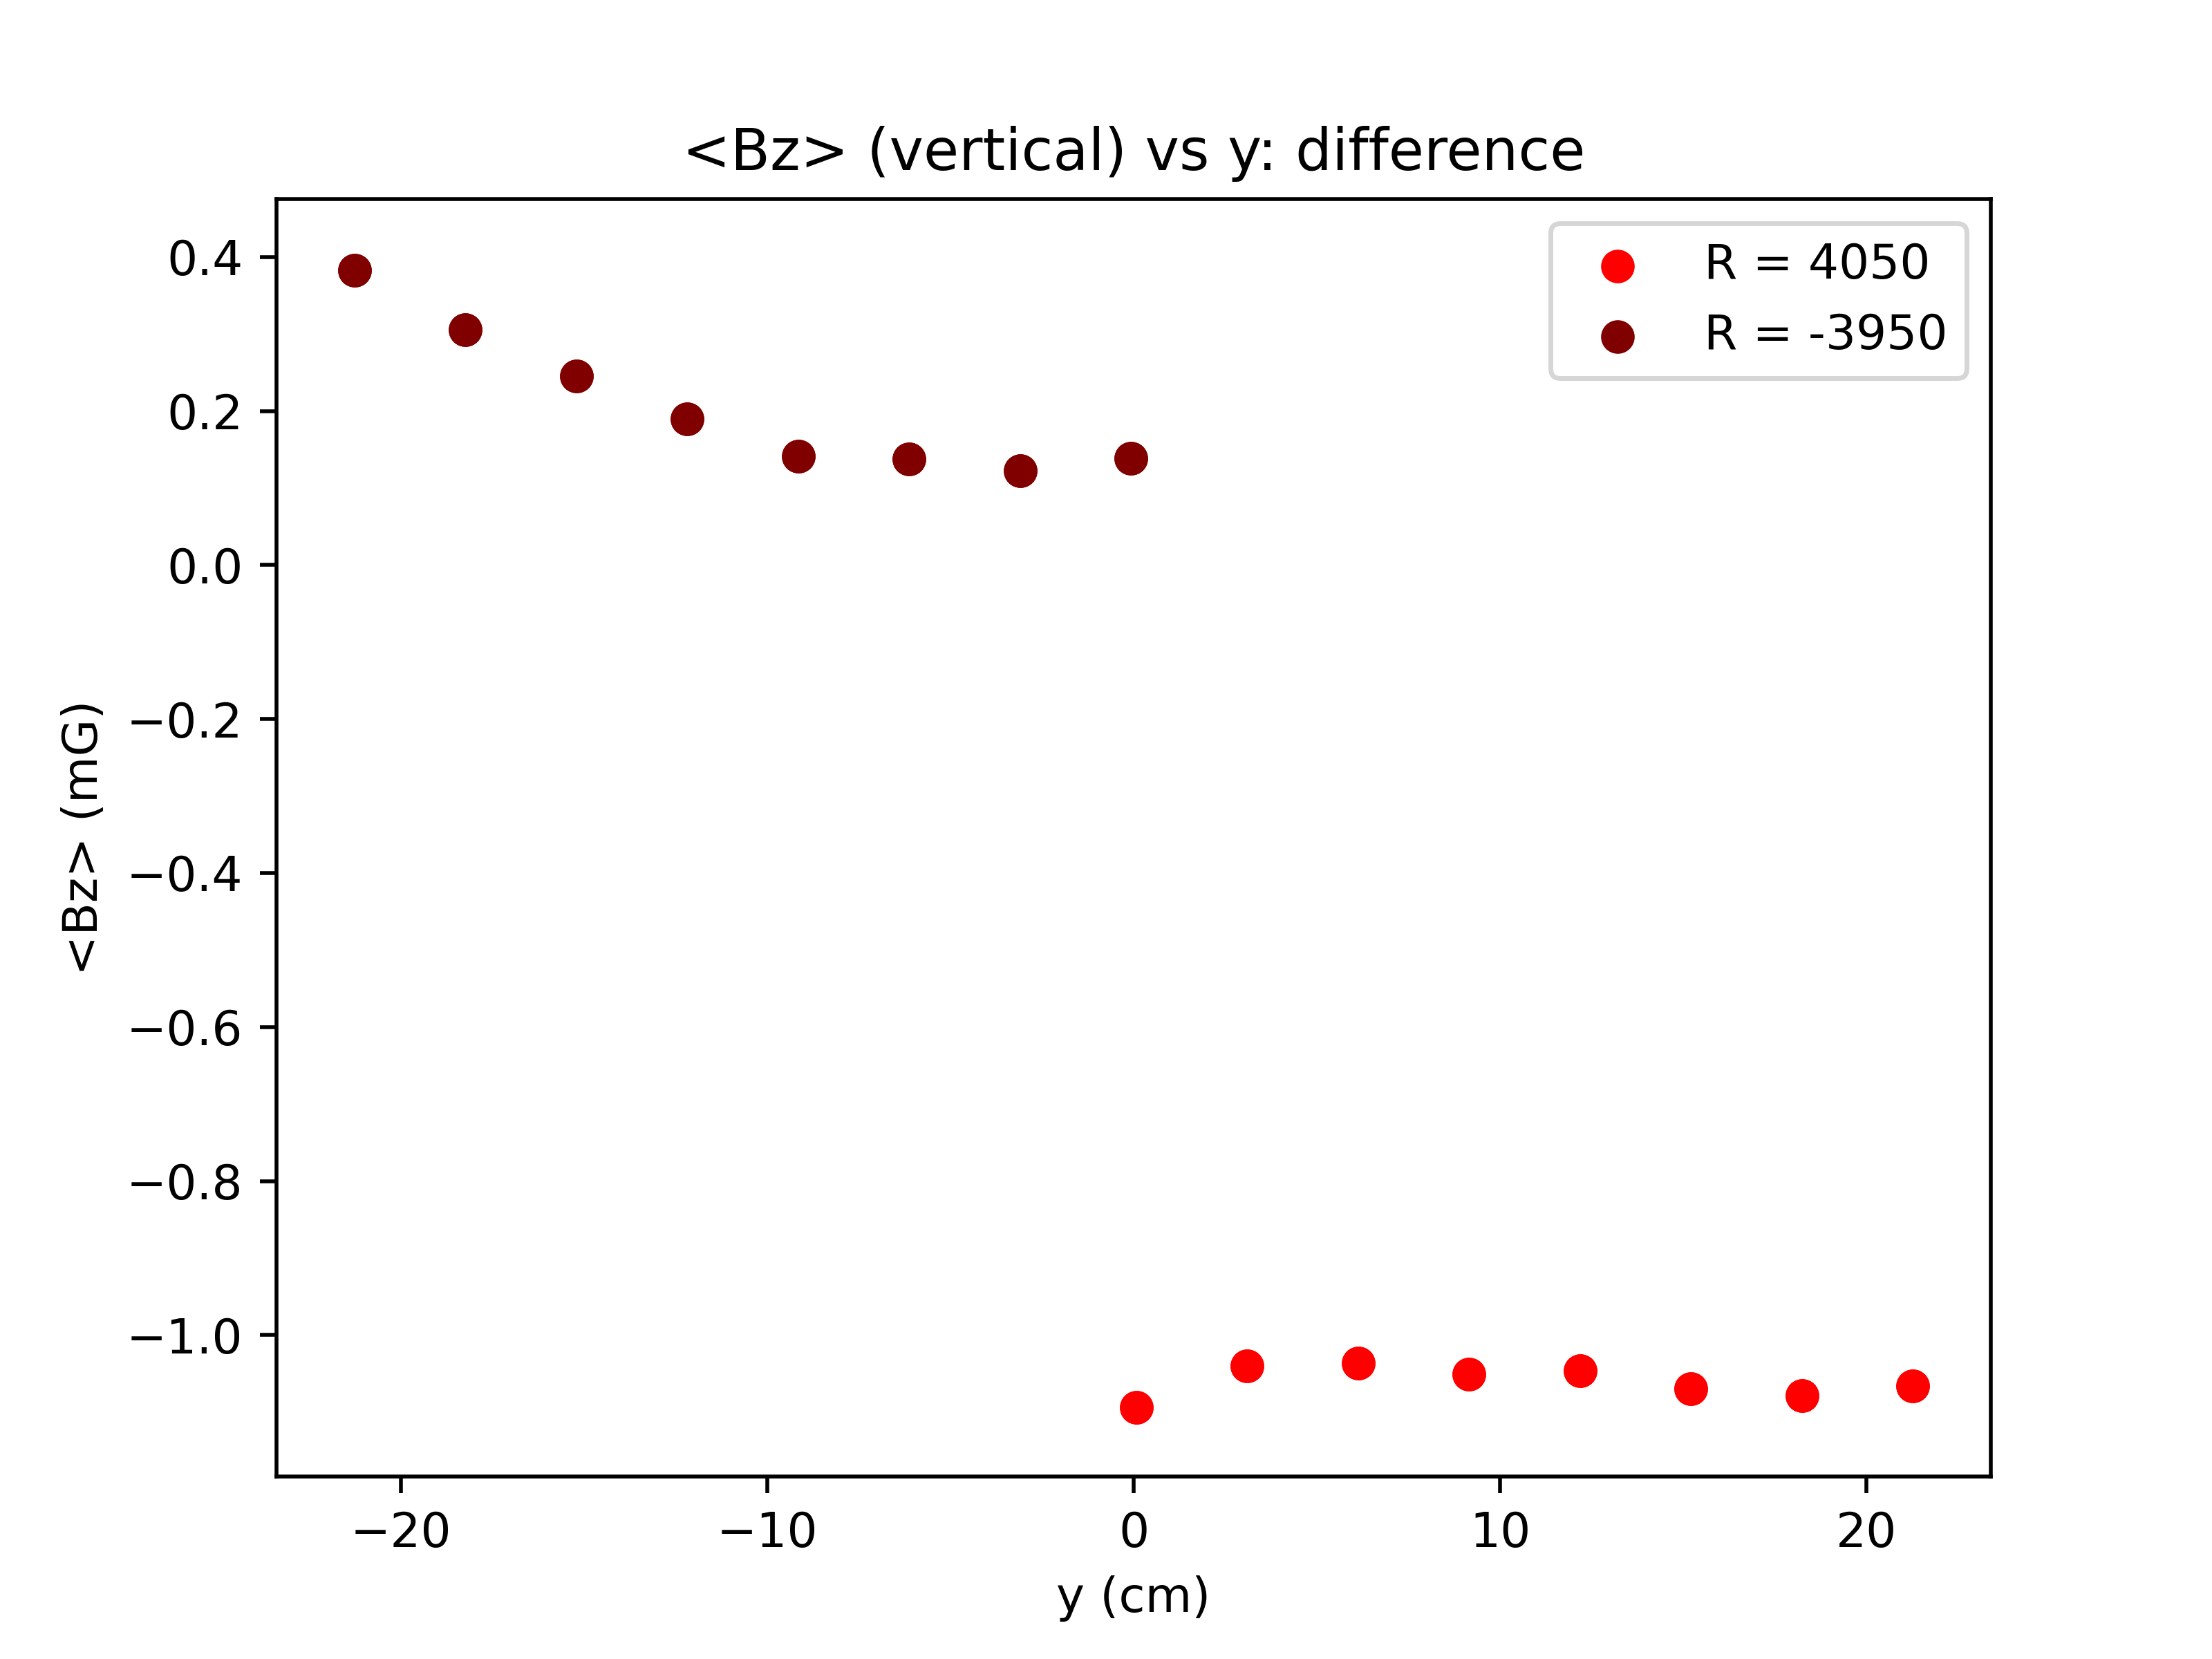 <Bz> (vertical) vs y: difference
R = 4050
R = -3950
0.4
0.2
0.0
−0.2
−0.4
−0.6
−0.8
−1.0
<Bz> (mG)
−20
−10
0
10
20
y (cm)